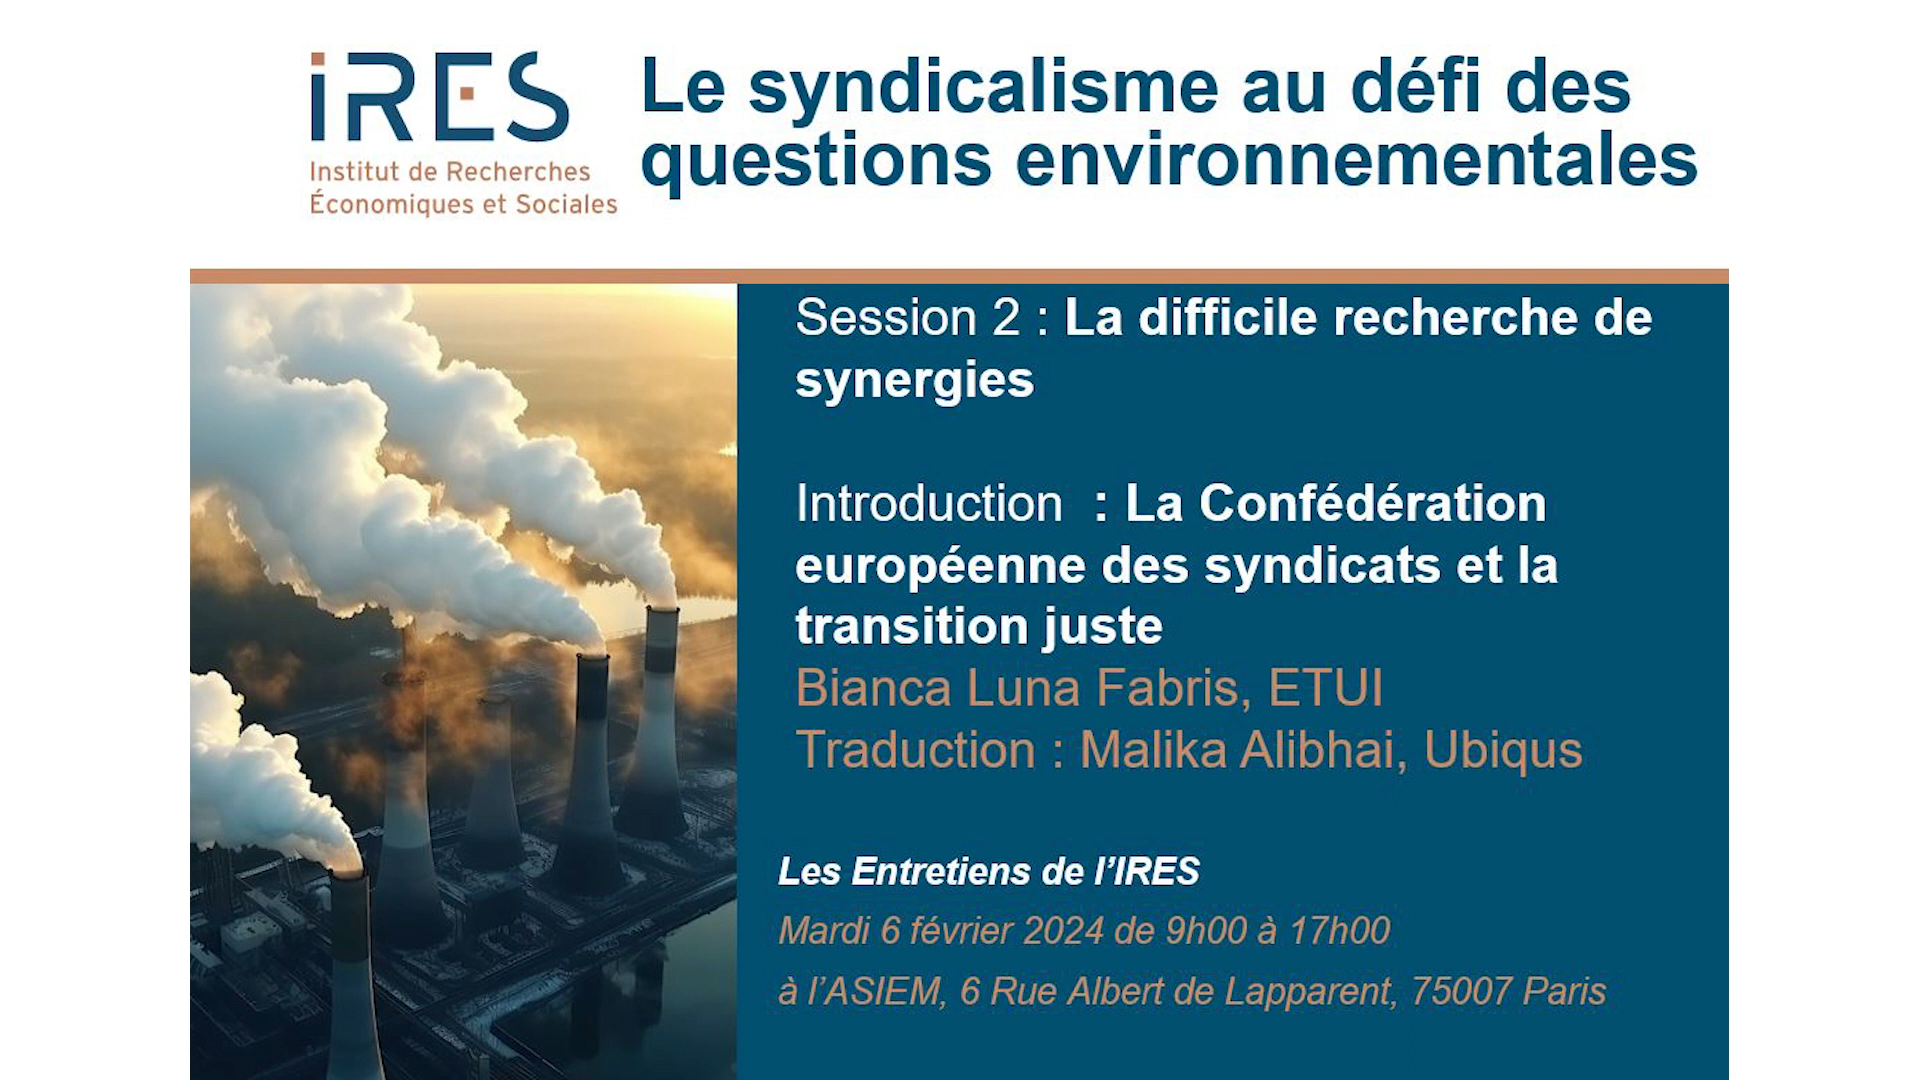 iRES
Institut de Recherches
Économiques et Sociales
Le syndicalisme au défi des
questions environnementales
Session 2 : La difficile recherche de
synergies
Introduction  : La Confédération
européenne des syndicats et la
transition juste
Bianca Luna Fabris, ETUI
Traduction : Malika Alibhai, Ubiqus
Les Entretiens de l’IRES
Mardi 6 février 2024 de 9h00 à 17h00
à l’ASIEM, 6 Rue Albert de Lapparent, 75007 Paris